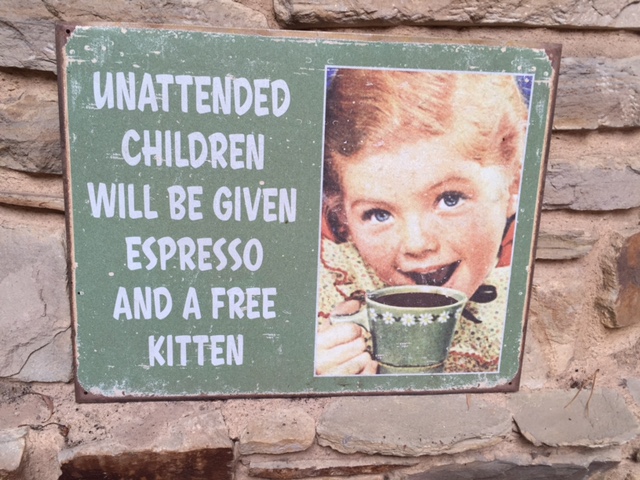 UNATTENDED
CHILDREN
WILL BE GIVEN
ESPRESSO
AND A FREE
KITTEN